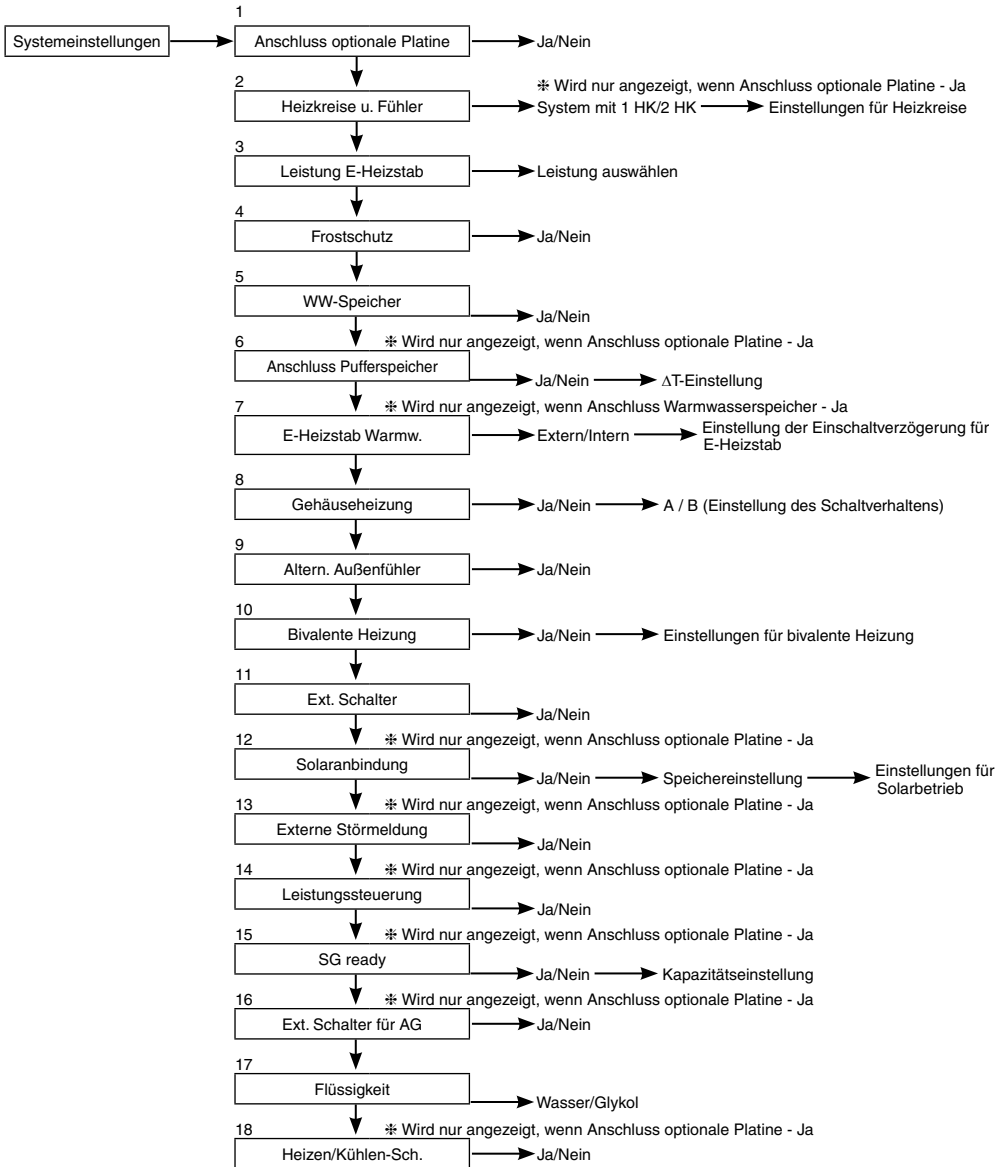 1
Systemeinstellungen
Anschluss optionale Platine
Ja/Nein
2
❈ Wird nur angezeigt, wenn Anschluss optionale Platine - Ja
Heizkreise u. Fühler
System mit 1 HK/2 HK
Einstellungen für Heizkreise
3
Leistung E-Heizstab
Leistung auswählen
4
Frostschutz
Ja/Nein
5
WW-Speicher
Ja/Nein
6
❈ Wird nur angezeigt, wenn Anschluss optionale Platine - Ja
Anschluss Pufferspeicher
Ja/Nein
ΔT-Einstellung
7
❈ Wird nur angezeigt, wenn Anschluss Warmwasserspeicher - Ja
E-Heizstab Warmw.
Extern/Intern
Einstellung der Einschaltverzögerung für
E-Heizstab
8
Gehäuseheizung
Ja/Nein
A / B (Einstellung des Schaltverhaltens)
9
Altern. Außenfühler
Ja/Nein
10
Bivalente Heizung
Ja/Nein
Einstellungen für bivalente Heizung
11
Ext. Schalter
Ja/Nein
12
❈ Wird nur angezeigt, wenn Anschluss optionale Platine - Ja
Solaranbindung
Ja/Nein
Speichereinstellung
Einstellungen für
Solarbetrieb
13
❈ Wird nur angezeigt, wenn Anschluss optionale Platine - Ja
Externe Störmeldung
Ja/Nein
14
❈ Wird nur angezeigt, wenn Anschluss optionale Platine - Ja
Leistungssteuerung
Ja/Nein
15
❈ Wird nur angezeigt, wenn Anschluss optionale Platine - Ja
SG ready
Ja/Nein
Kapazitätseinstellung
16
❈ Wird nur angezeigt, wenn Anschluss optionale Platine - Ja
Ext. Schalter für AG
Ja/Nein
17
Flüssigkeit
Wasser/Glykol
18
❈ Wird nur angezeigt, wenn Anschluss optionale Platine - Ja
Heizen/Kühlen-Sch.
Ja/Nein